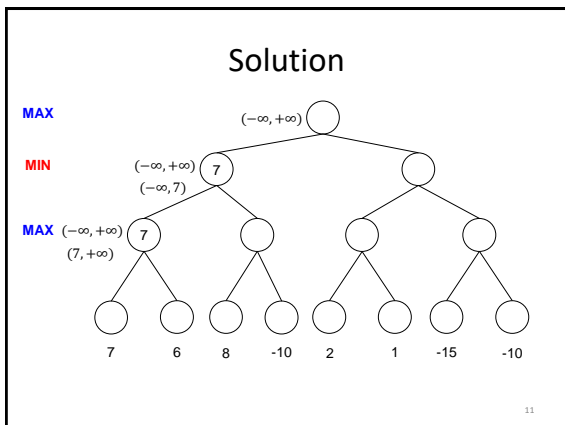 Solution
MAX (−∞, +∞)
MIN (−∞, +∞) 7
(−∞, 7)
MAX (−∞, +∞) 7
(7, +∞)
7 6 8 -10 2 1 -15 -10
11